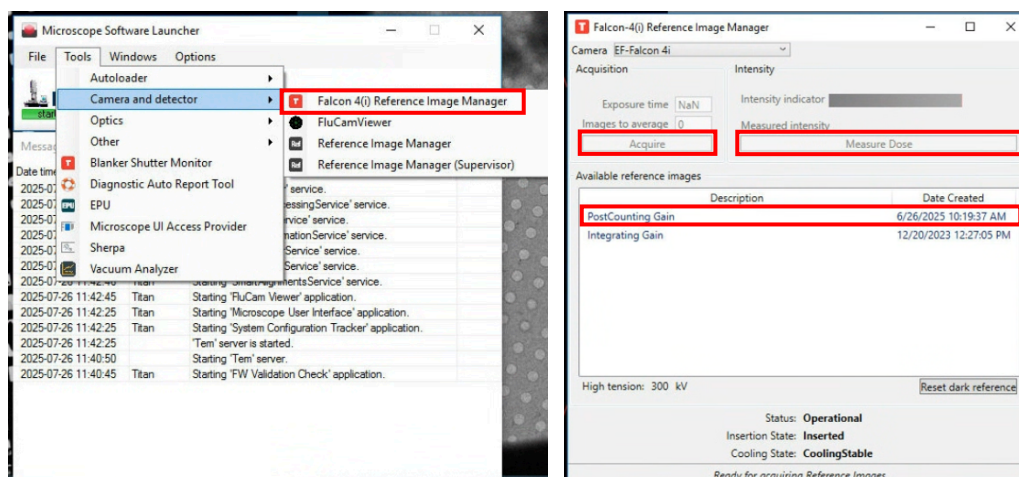 Microscope Software Launcher
File Tools Windows Options
Autoloader
Camera and detector
Optics
Other
Blanker Shutter Monitor
Diagnostic Auto Report Tool
EPU EPU
Microscope UI Access Provider
Sherpa
Vacuum Analyzer
T Falcon 4(i) Reference Image Manager
FluCamViewer
Ref Reference Image Manager
Ref Reference Image Manager (Supervisor)
Date time
service.
service.
Service' service.
Service' service.
2025-07-26 11:42:45 Titan Starting 'FluCam Viewer' application.
2025-07-26 11:42:25 Titan Starting 'Microscope User Interface' application.
2025-07-26 11:42:25 Titan Starting 'System Configuration Tracker' application.
2025-07-26 11:42:25 'Tem' server is started.
2025-07-26 11:40:50 Starting 'Tem' server.
2025-07-26 11:40:45 Titan Starting 'FW Validation Check' application.
T Falcon-4(i) Reference Image Manager
Camera EF-Falcon 4i
Acquisition Intensity
Exposure time NaN Intensity indicator
Images to average 0 Measured intensity
Acquire Measure Dose
Available reference images
Description Date Created
PostCounting Gain 6/26/2025 10:19:37 AM
Integrating Gain 12/20/2023 12:27:05 PM
High tension: 300 kV Reset dark reference
Status: Operational
Insertion State: Inserted
Cooling State: CoolingStable
Ready for acquiring Reference Images